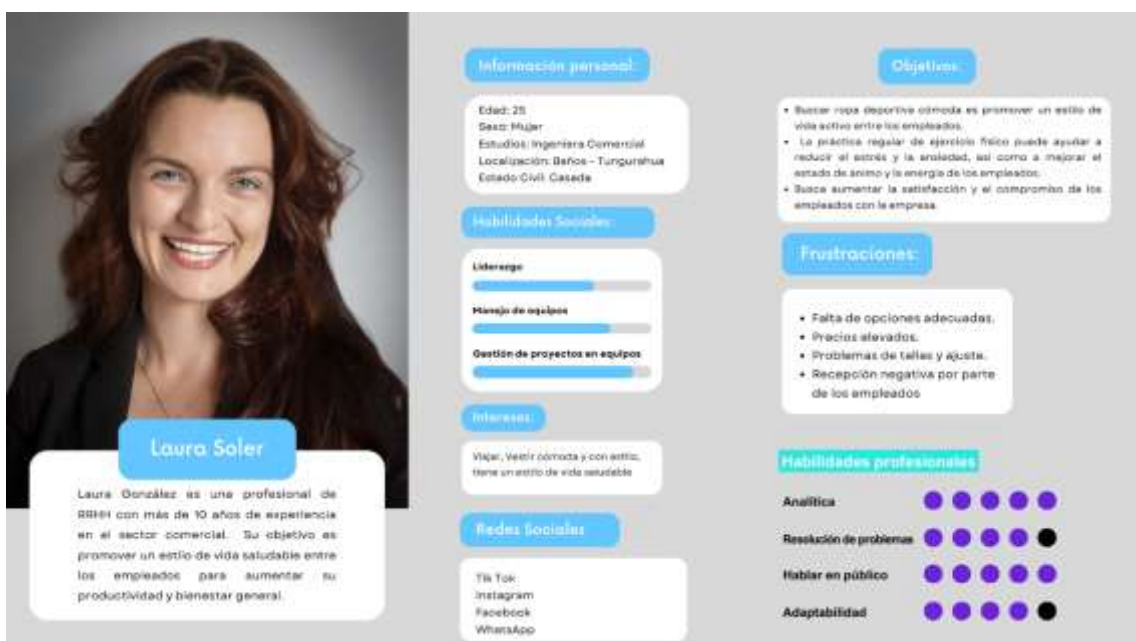 Laura Soler
Laura González es una profesional de
RRHH con más de 10 años de experiencia
en el sector comercial. Su objetivo es
promover un estilo de vida saludable entre
los empleados para aumentar su
productividad y bienestar general.
Información personal:
Edad: 25
Sexo: Mujer
Estudios: Ingeniera Comercial
Localización: Baños - Tungurahua
Estado Civil: Casada
Habilidades Sociales:
Liderazgo
Manejo de equipos
Gestión de proyectos en equipos
Intereses:
Viajar, Vestir cómoda y con estilo,
tiene un estilo de vida saludable
Redes Sociales
Tik Tok
Instagram
Facebook
WhatsApp
Objetivos:
• Buscar ropa deportiva cómoda es promover un estilo de
vida activo entre los empleados.
• La práctica regular de ejercicio físico puede ayudar a
reducir el estrés y la ansiedad, así como a mejorar el
estado de ánimo y la energía de los empleados.
• Busca aumentar la satisfacción y el compromiso de los
empleados con la empresa.
Frustraciones:
• Falta de opciones adecuadas.
• Precios elevados.
• Problemas de tallas y ajuste.
• Recepción negativa por parte
de los empleados
Habilidades profesionales
Analítica
Resolución de problemas
Hablar en público
Adaptabilidad